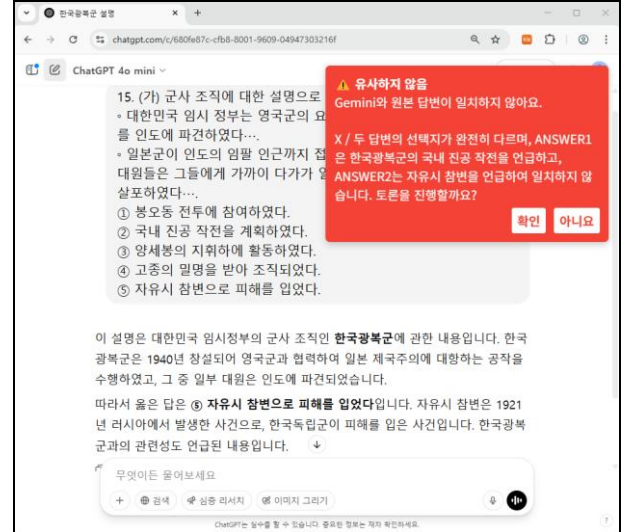 한국광복군 설명
chatgpt.com/c/680fe87c-cfb8-8001-9609-04947303216f
ChatGPT 4o mini
유사하지 않음
Gemini와 원본 답변이 일치하지 않아요.
X / 두 답변의 선택지가 완전히 다르며, ANSWER1
은 한국광복군의 국내 진공 작전을 언급하고,
ANSWER2는 자유시 참변을 언급하여 일치하지 않
습니다. 토론을 진행할까요?
확인 아니요
15. (가) 군사 조직에 대한 설명으로
◦ 대한민국 임시 정부는 영국군의 요
를 인도에 파견하였다….
◦ 일본군이 인도의 임팔 인근까지 접
대원들은 그들에게 가까이 다가가
살포하였다….
① 봉오동 전투에 참여하였다.
② 국내 진공 작전을 계획하였다.
③ 양세봉의 지휘하에 활동하였다.
④ 고종의 밀명을 받아 조직되었다.
⑤ 자유시 참변으로 피해를 입었다.
이 설명은 대한민국 임시정부의 군사 조직인 한국광복군에 관한 내용입니다. 한국
광복군은 1940년 창설되어 영국군과 협력하여 일본 제국주의에 대항하는 공작을
수행하였고, 그 중 일부 대원은 인도에 파견되었습니다.
따라서 옳은 답은 ⑤ 자유시 참변으로 피해를 입었다입니다. 자유시 참변은 1921
년 러시아에서 발생한 사건으로, 한국독립군이 피해를 입은 사건입니다. 한국광복
군과의 관련성도 언급된 내용입니다.
무엇이든 물어보세요
검색 심층 리서치 이미지 그리기
ChatGPT는 실수를 할 수 있습니다. 중요한 정보는 재차 확인하세요.